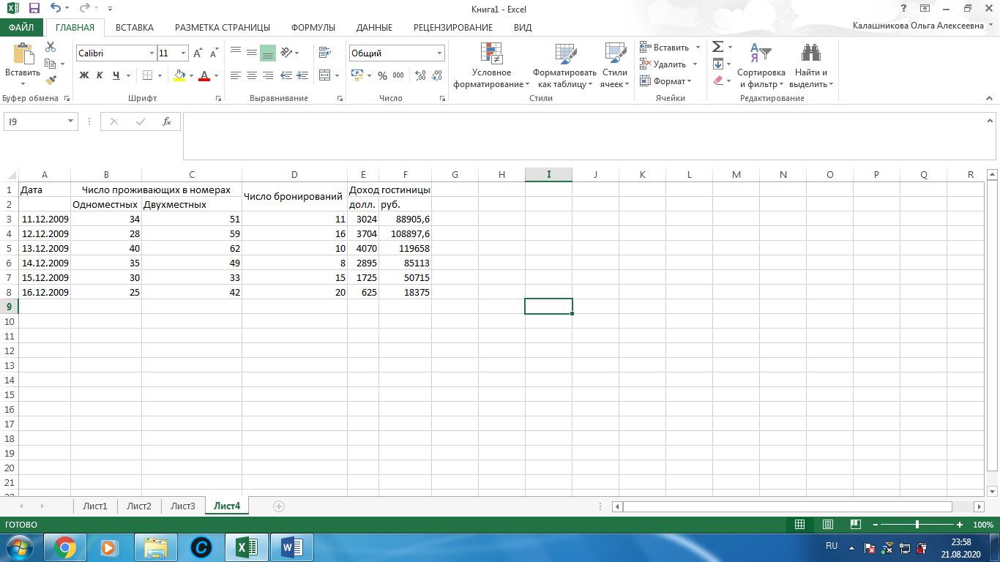 Книга1 - Excel
ФАЙЛ ГЛАВНАЯ ВСТАВКА РАЗМЕТКА СТРАНИЦЫ ФОРМУЛЫ ДАННЫЕ РЕЦЕНЗИРОВАНИЕ ВИД Калашникова Ольга Алексеевна
Вставить
Calibri 11
Ж К Ч
Общий
% 000
Условное форматирование
Форматировать как таблицу
Стили ячеек
Вставить
Удалить
Формат
Сортировка и фильтр
Найти и выделить
Буфер обмена Шрифт Выравнивание Число Стили Ячейки Редактирование
I9 fx
A B C D E F G H I J K L M N O P Q R
1 Дата Число проживающих в номерах Число бронирований Доход гостиницы
2 Одноместных Двухместных долл. руб.
3 11.12.2009 34 51 11 3024 88905,6
4 12.12.2009 28 59 16 3704 108897,6
5 13.12.2009 40 62 10 4070 119658
6 14.12.2009 35 49 8 2895 85113
7 15.12.2009 30 33 15 1725 50715
8 16.12.2009 25 42 20 625 18375
9
10
11
12
13
14
15
16
17
18
19
20
21
Лист1 Лист2 Лист3 Лист4
ГОТОВО 100%
RU 23:58
21.08.2020